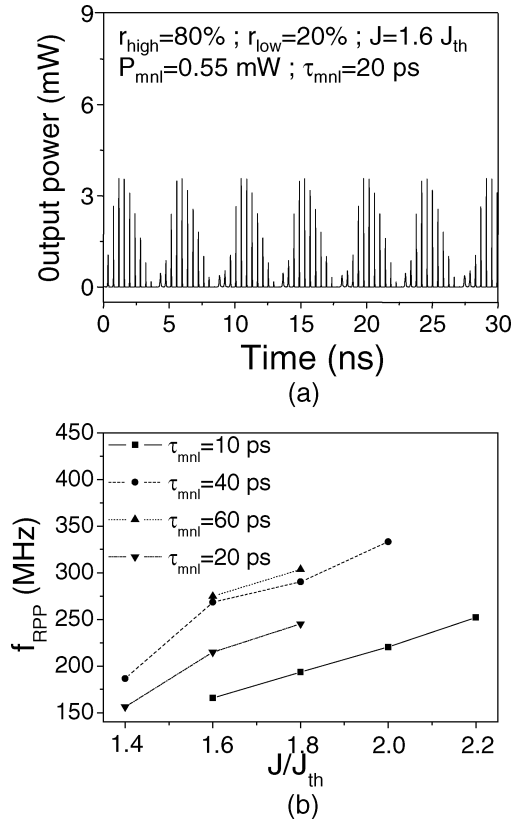 9
6
3
0
0utput power (mW)
r_high=80% ; r_low=20% ; J=1.6 J_th
P_mnl=0.55 mW ; τ_mnl=20 ps
0 5 10 15 20 25 30
Time (ns)
(a)
450
400
350
300
250
200
150
f_RPP (MHz)
τ_mnl=10 ps
τ_mnl=40 ps
τ_mnl=60 ps
τ_mnl=20 ps
1.4 1.6 1.8 2.0 2.2
J/J_th
(b)